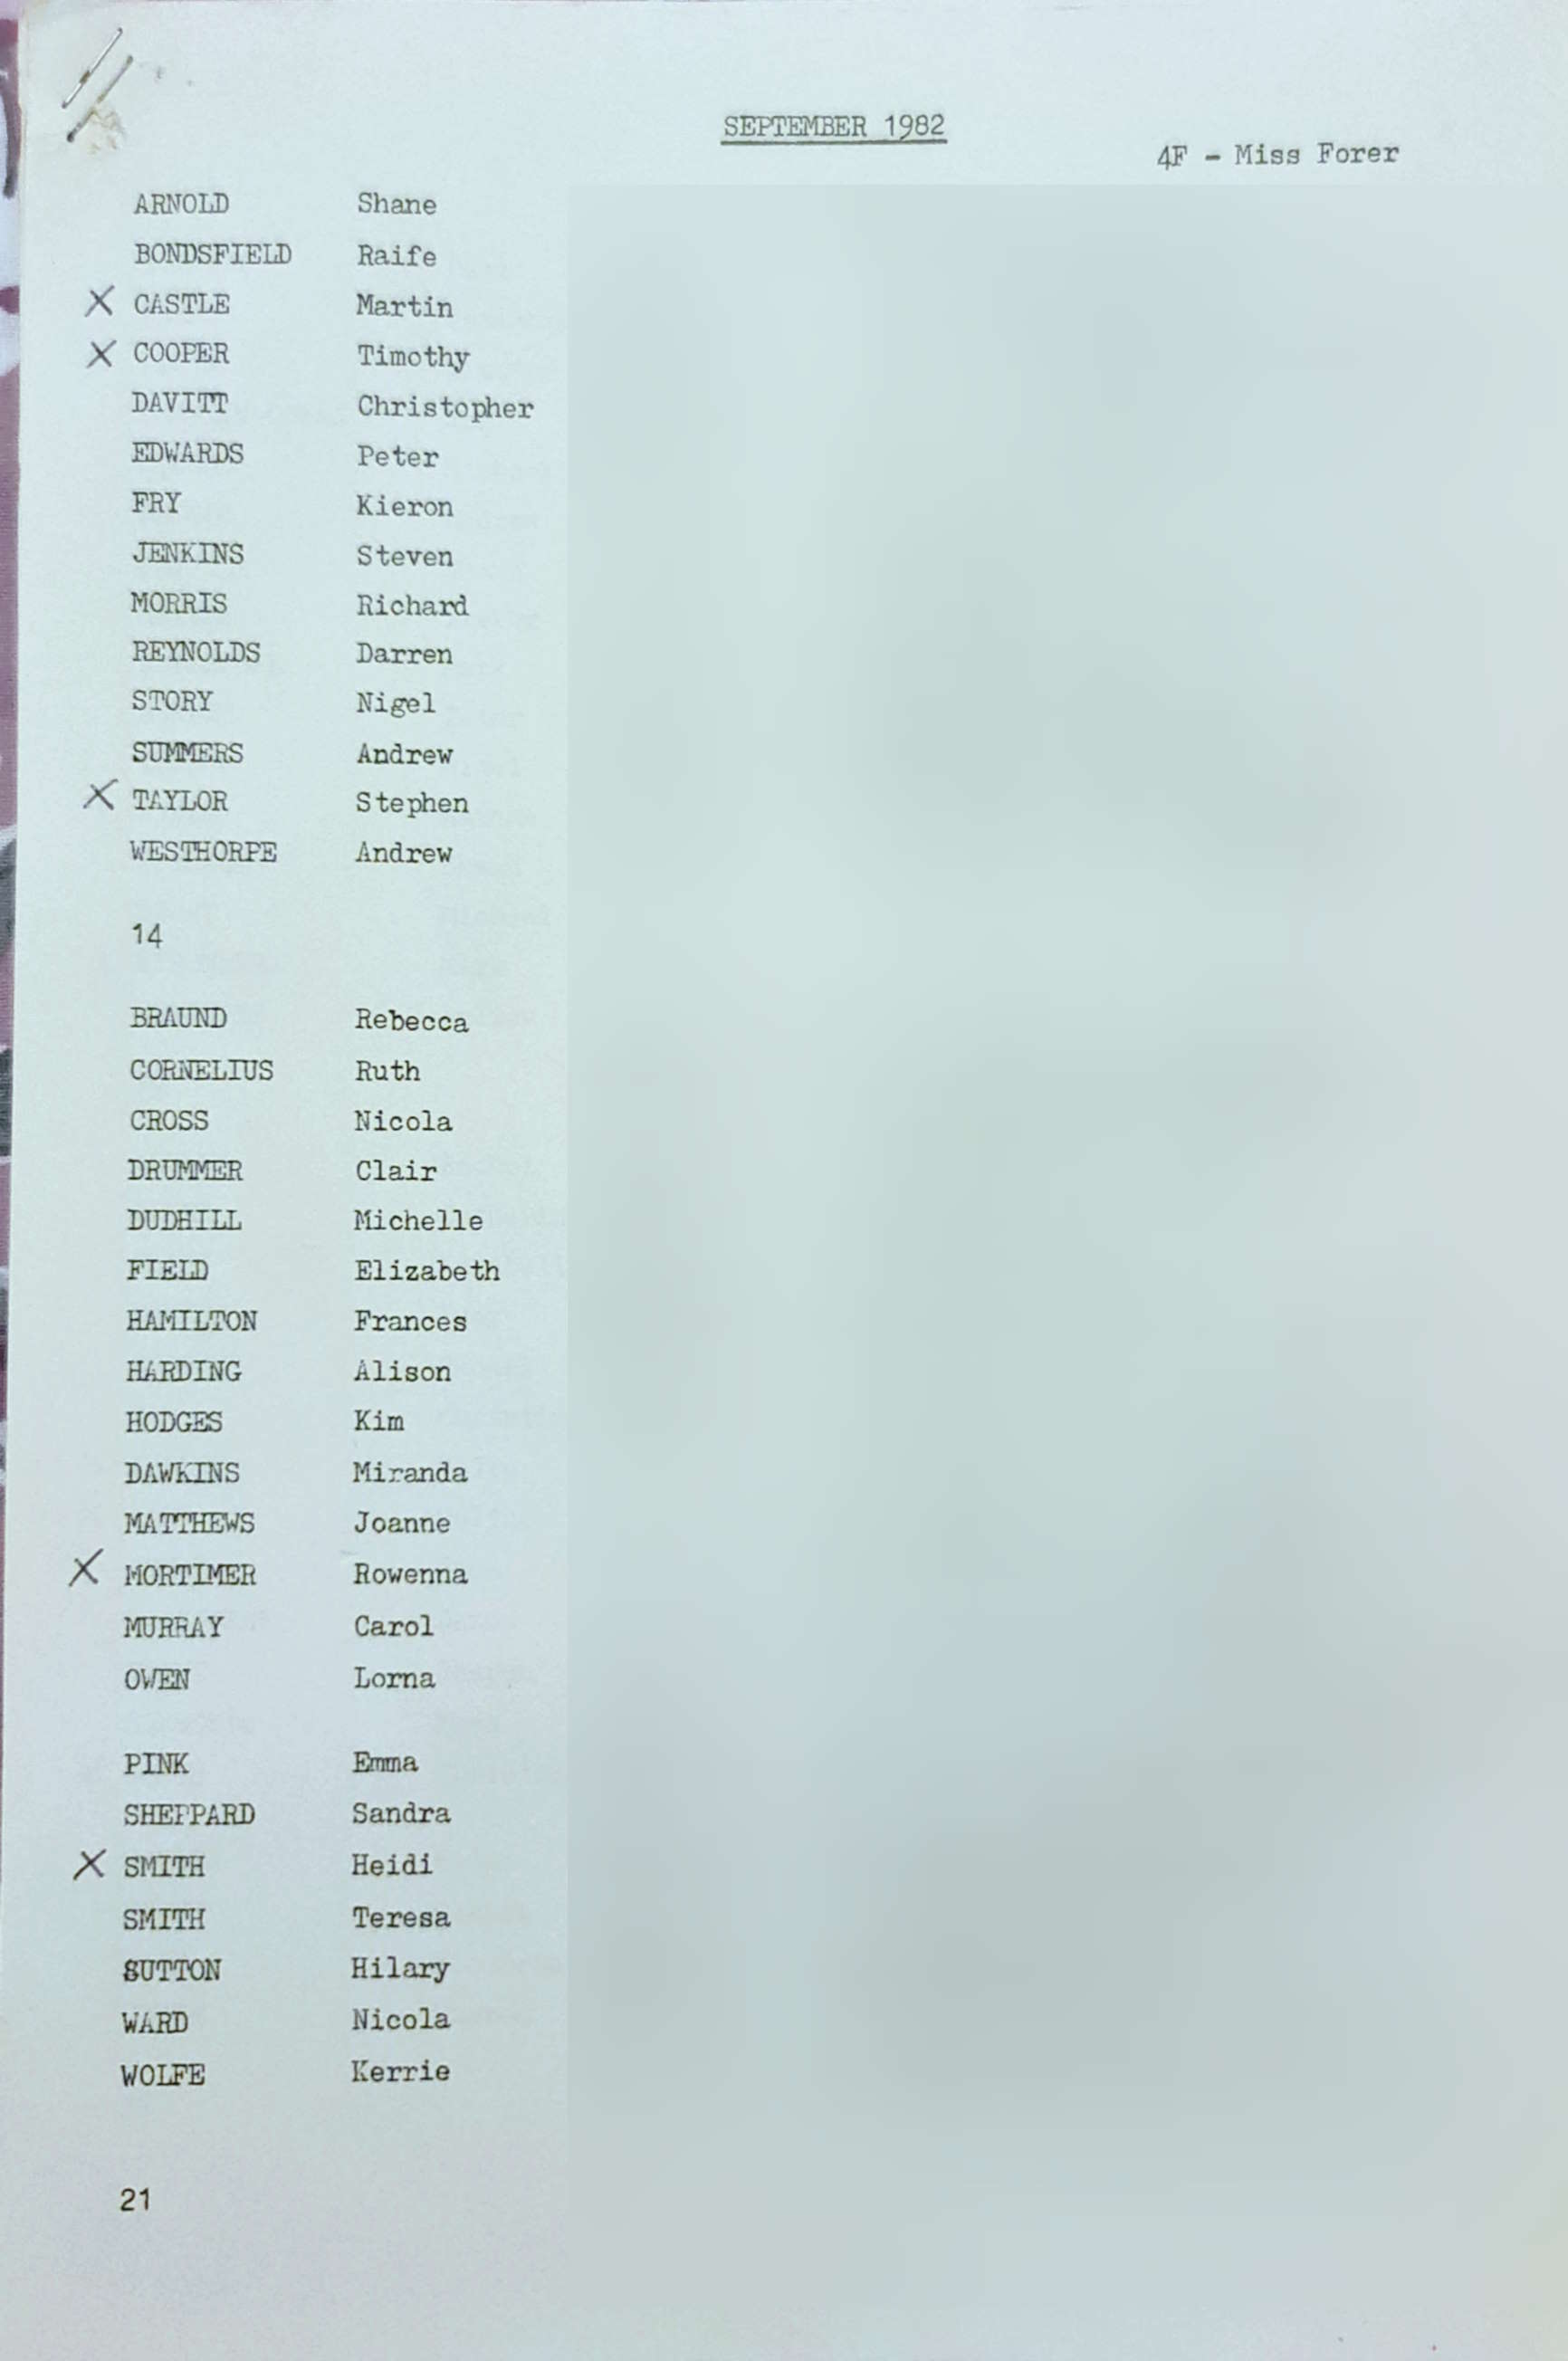 SEPTEMBER 1982
4F - Miss Forer
ARNOLD Shane
BONDSFIELD Raife
X CASTLE Martin
X COOPER Timothy
DAVITT Christopher
EDWARDS Peter
FRY Kieron
JENKINS Steven
MORRIS Richard
REYNOLDS Darren
STORY Nigel
SUMMERS Andrew
X TAYLOR Stephen
WESTHORPE Andrew
14
BRAUND Rebecca
CORNELIUS Ruth
CROSS Nicola
DRUMMER Clair
DUDHILL Michelle
FIELD Elizabeth
HAMILTON Frances
HARDING Alison
HODGES Kim
DAWKINS Miranda
MATTHEWS Joanne
X MORTIMER Rowenna
MURRAY Carol
OWEN Lorna
PINK Emma
SHEPPARD Sandra
X SMITH Heidi
SMITH Teresa
SUTTON Hilary
WARD Nicola
WOLFE Kerrie
21